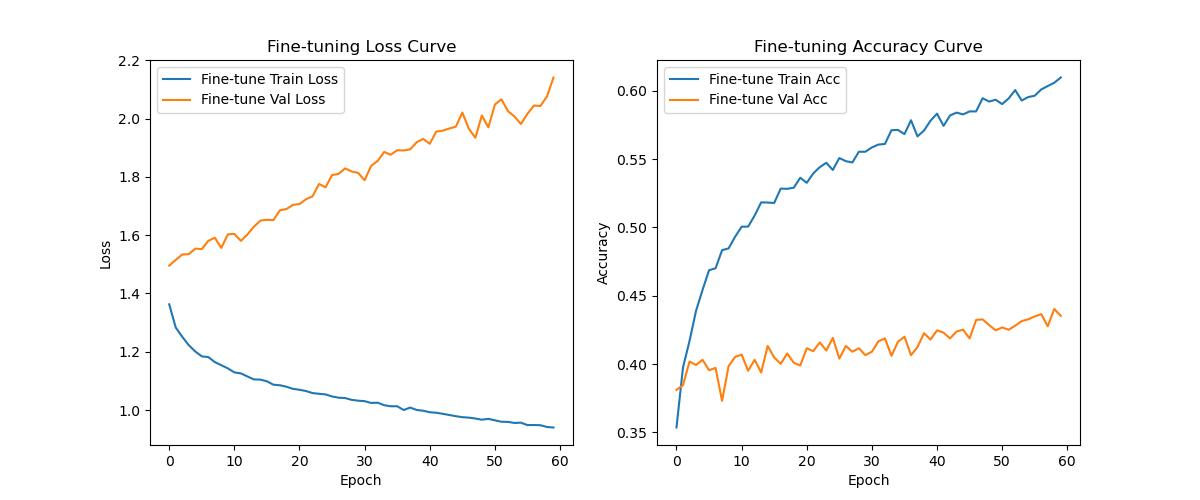 Fine-tuning Loss Curve
Fine-tune Train Loss
Fine-tune Val Loss
2.2
2.0
1.8
1.6
1.4
1.2
1.0
Loss
0 10 20 30 40 50 60
Epoch
Fine-tuning Accuracy Curve
Fine-tune Train Acc
Fine-tune Val Acc
0.60
0.55
0.50
0.45
0.40
0.35
Accuracy
0 10 20 30 40 50 60
Epoch